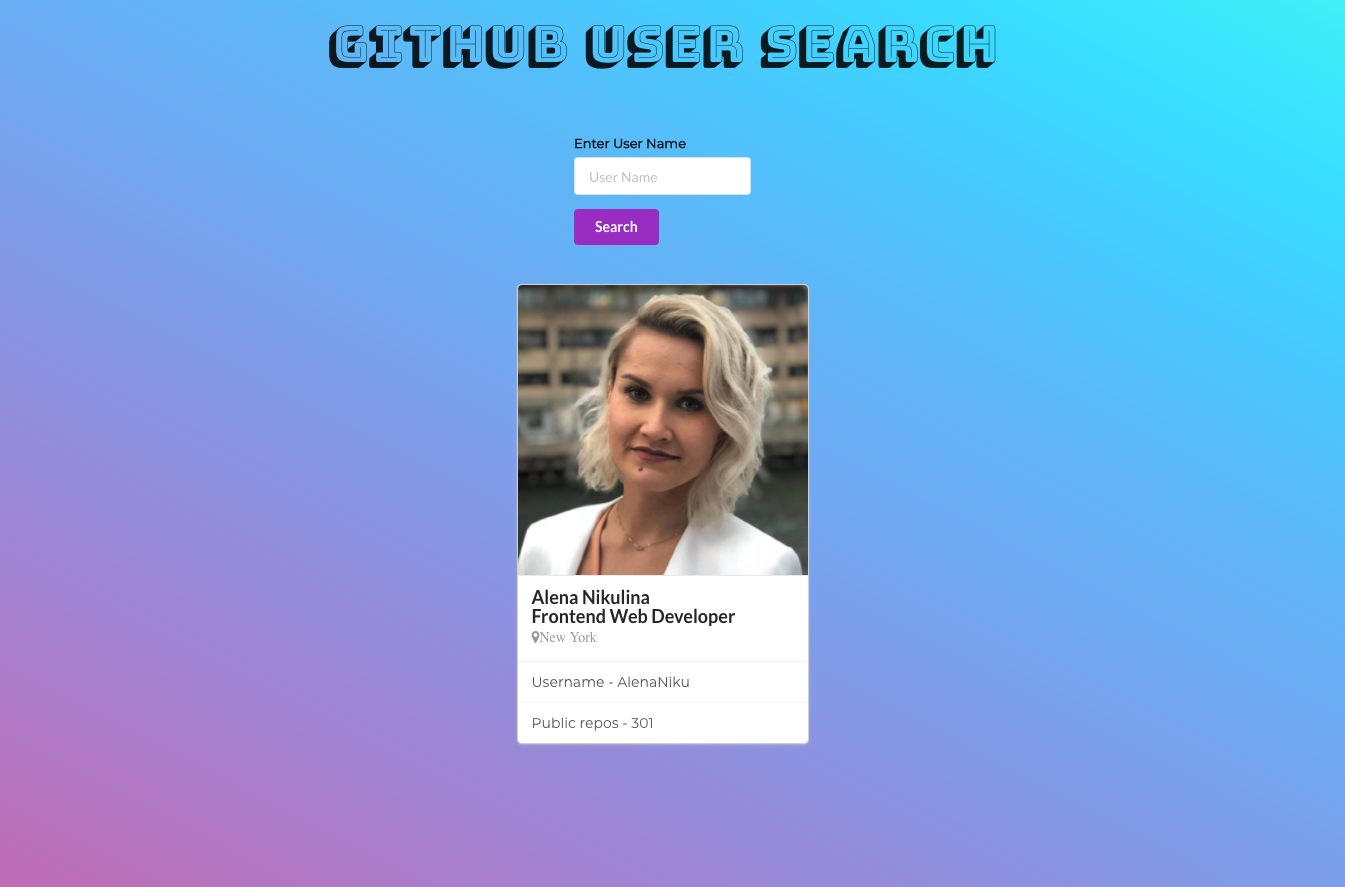 GITHUB USER SEARCH
Enter User Name
User Name
Search
Alena Nikulina
Frontend Web Developer
New York
Username - AlenaNiku
Public repos - 301